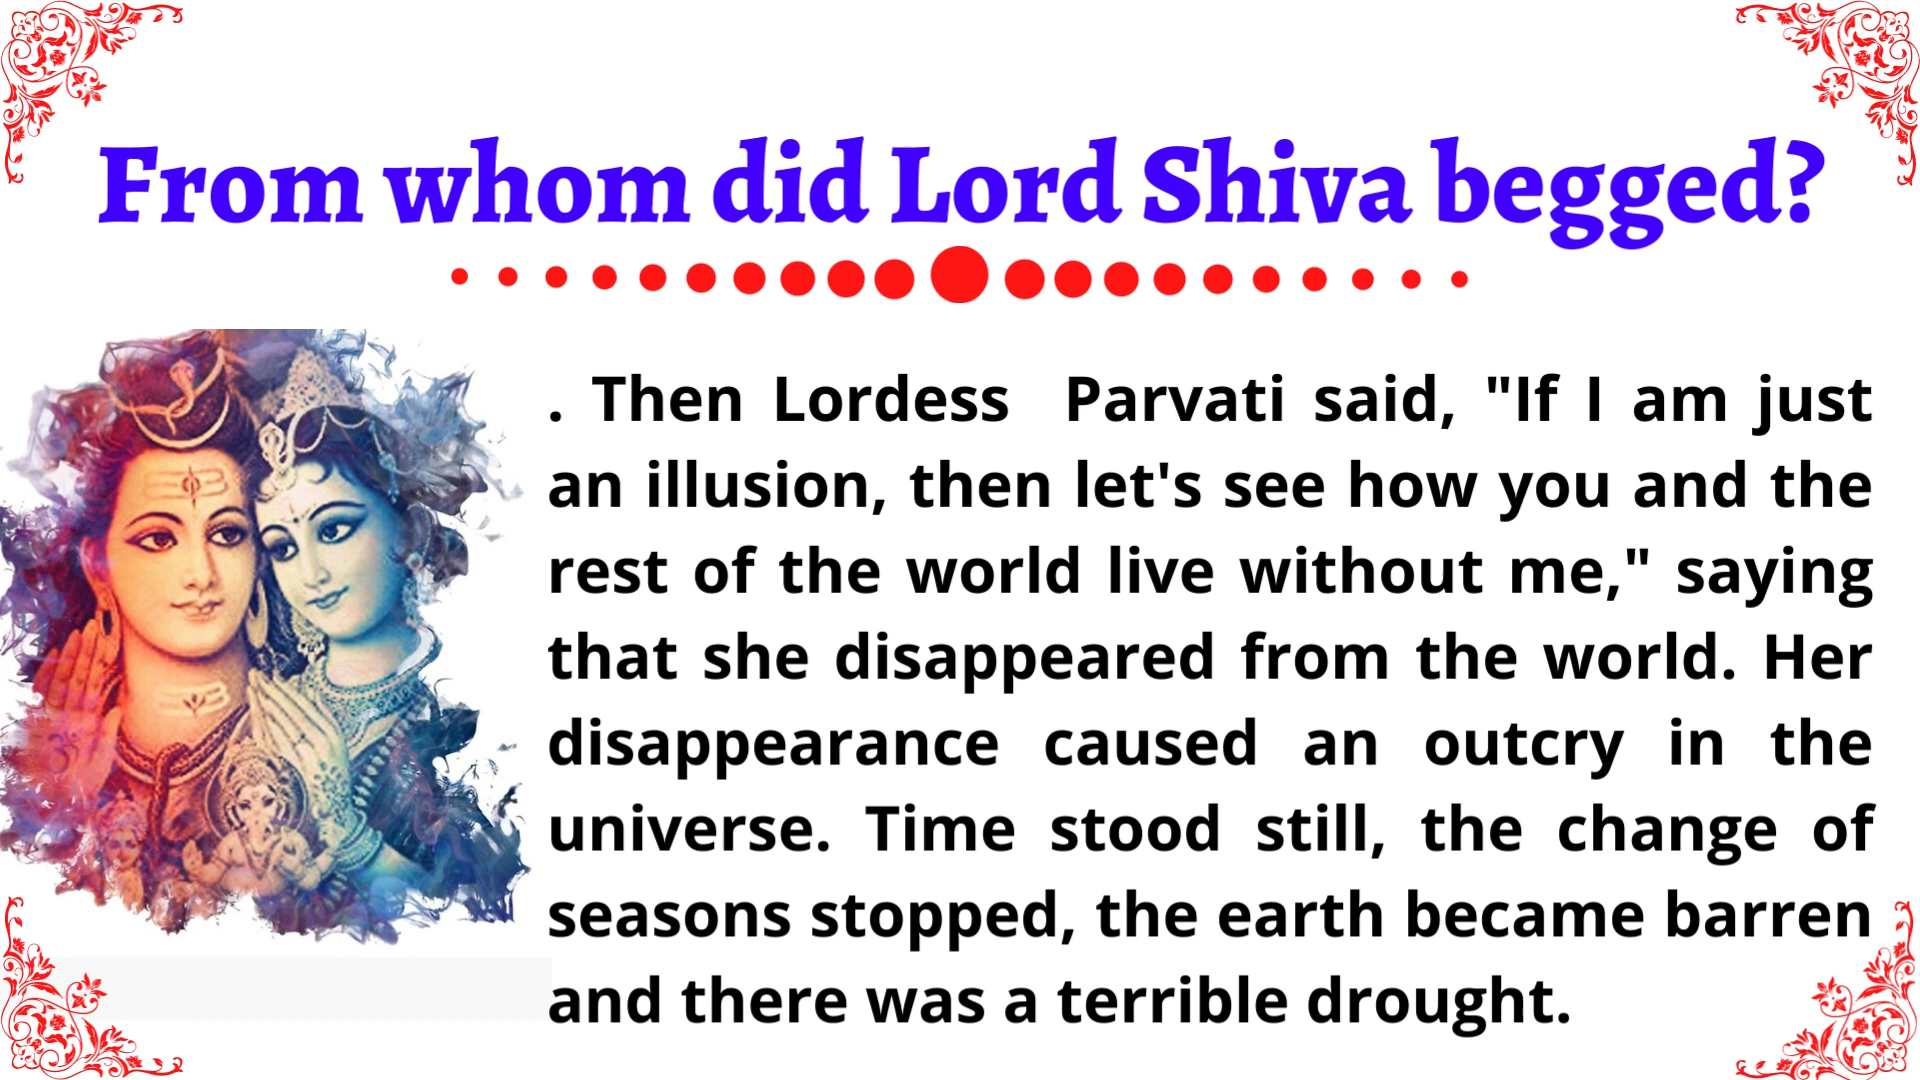 From whom did Lord Shiva begged?
. Then Lordess  Parvati said, "If I am just
an illusion, then let's see how you and the
rest of the world live without me," saying
that she disappeared from the world. Her
disappearance caused an outcry in the
universe. Time stood still, the change of
seasons stopped, the earth became barren
and there was a terrible drought.